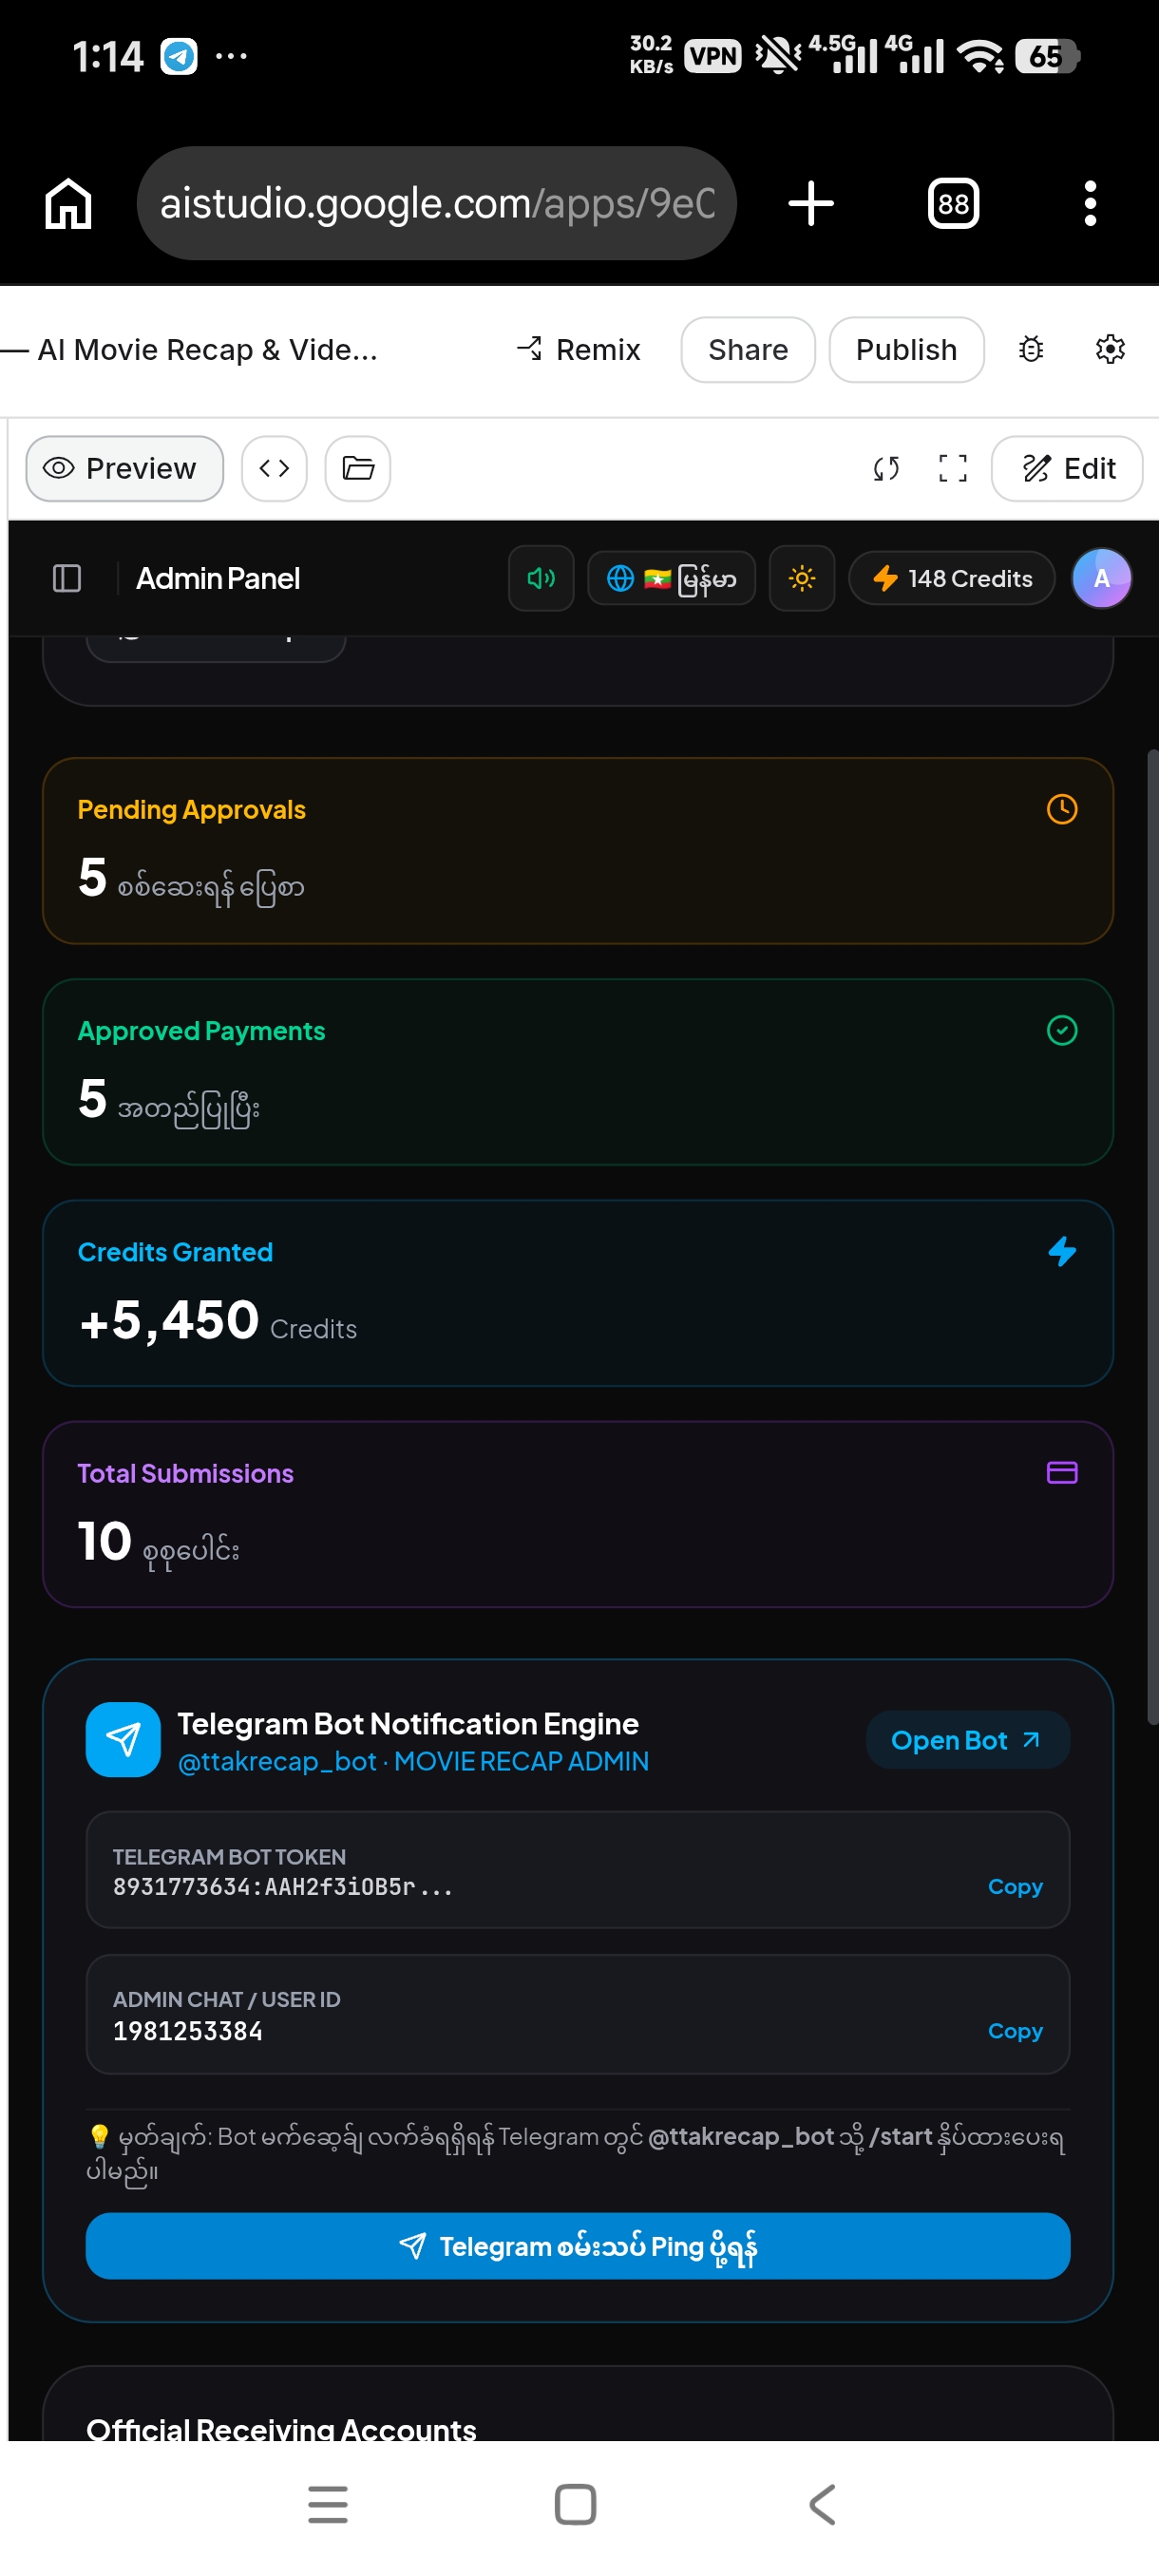 1:14
30.2 KB/s VPN 4.5G 4G 65
aistudio.google.com/apps/9e
88
— AI Movie Recap & Vide... Remix Share Publish
Preview Edit
Admin Panel မြန်မာ 148 Credits A
Pending Approvals
5 စစ်ဆေးရန် ပြေစာ
Approved Payments
5 အတည်ပြုပြီး
Credits Granted
+5,450 Credits
Total Submissions
10 စုစုပေါင်း
Telegram Bot Notification Engine
@ttakrecap_bot · MOVIE RECAP ADMIN
Open Bot
TELEGRAM BOT TOKEN
8931773634:AAH2f3iOB5r...
Copy
ADMIN CHAT / USER ID
1981253384
Copy
💡 မှတ်ချက်: Bot မက်ဆေ့ချ် လက်ခံရရှိရန် Telegram တွင် @ttakrecap_bot သို့ /start နှိပ်ထားပေးရ
ပါမည်။
Telegram စမ်းသပ် Ping ပို့ရန်
Official Receiving Accounts